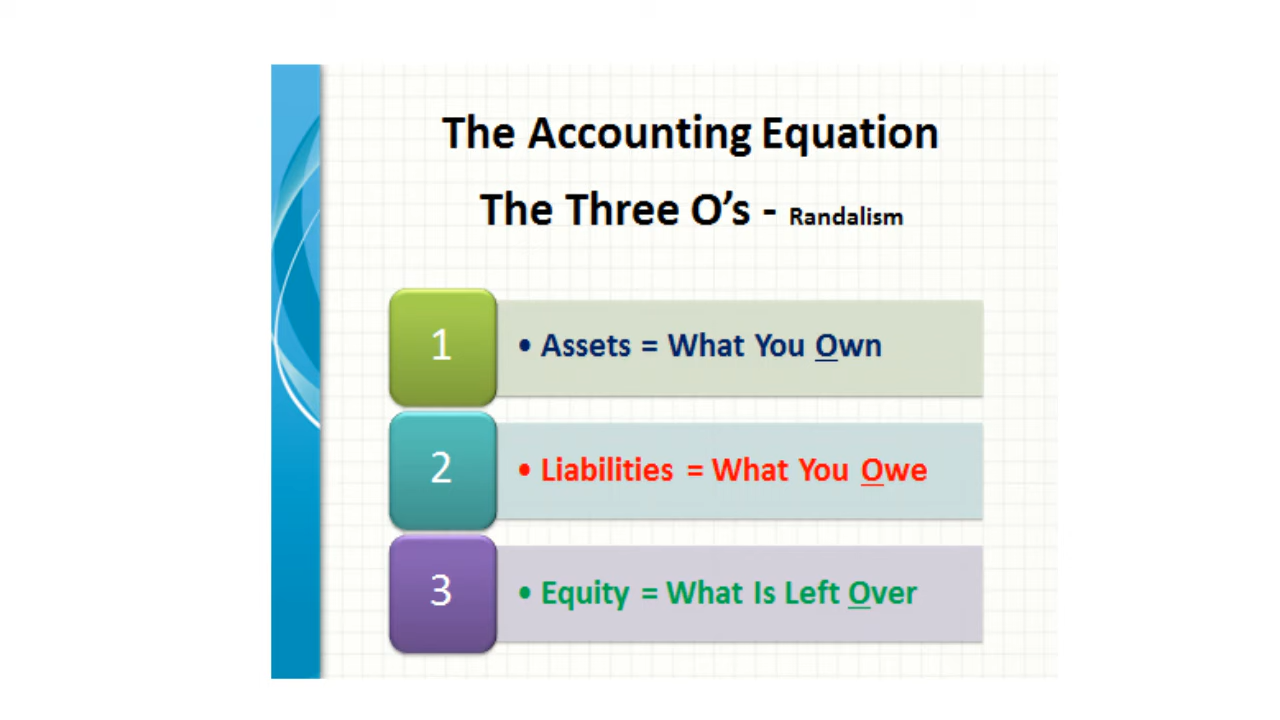 The Accounting Equation
The Three O's - Randalism
1
• Assets = What You Own
2
• Liabilities = What You Owe
3
• Equity = What Is Left Over